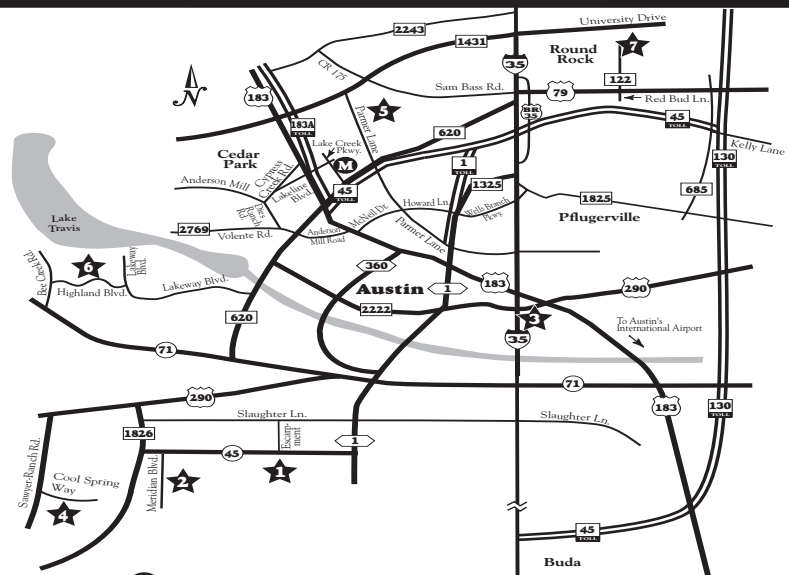 2243
University Drive
1431
Round
Rock
7
CR 175
35
122
N
183
Sam Bass Rd.
79
Red Bud Ln.
BR
35
5
Parmer Lane
183A
TOLL
45
TOLL
620
Kelly Lane
Lake Creek
Pkwy.
Cedar
Park
Cypress
Creek Rd.
M
1
TOLL
130
TOLL
Anderson Mill
Lakeline
Blvd.
45
TOLL
1325
685
Lake
Travis
Dies
Ranch
Rd.
Howard Ln.
Wells Branch
Pkwy.
1825
McNeil Dr.
Pflugerville
2769
Volente Rd.
Anderson
Mill Road
Parmer Lane
Bee Creek Rd.
6
Lakeway
Blvd.
360
Highland Blvd.
Lakeway Blvd.
Austin
1
183
290
2222
620
3
To Austin's
International Airport
35
71
71
290
183
130
TOLL
Slaughter Ln.
Slaughter Ln.
1826
Escarp-
ment
1
Sawyer-Ranch Rd.
45
Meridian Blvd.
Cool Spring
Way
2
1
4
45
TOLL
Buda